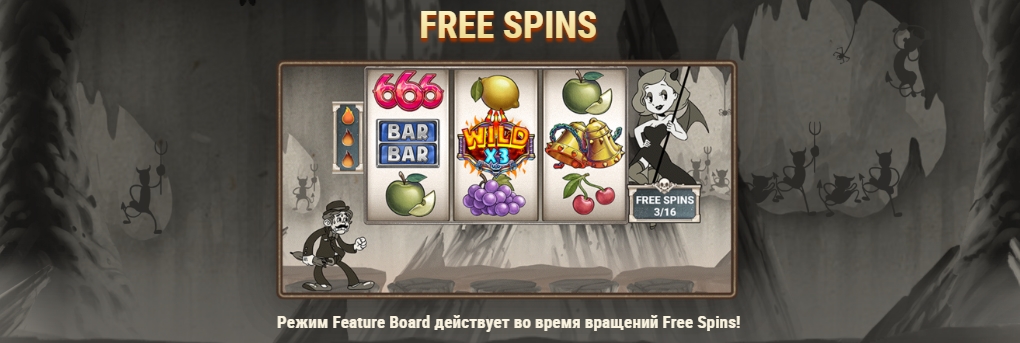 FREE SPINS
666
BAR
BAR
WILD
X3
FREE SPINS
3/16
Режим Feature Board действует во время вращений Free Spins!